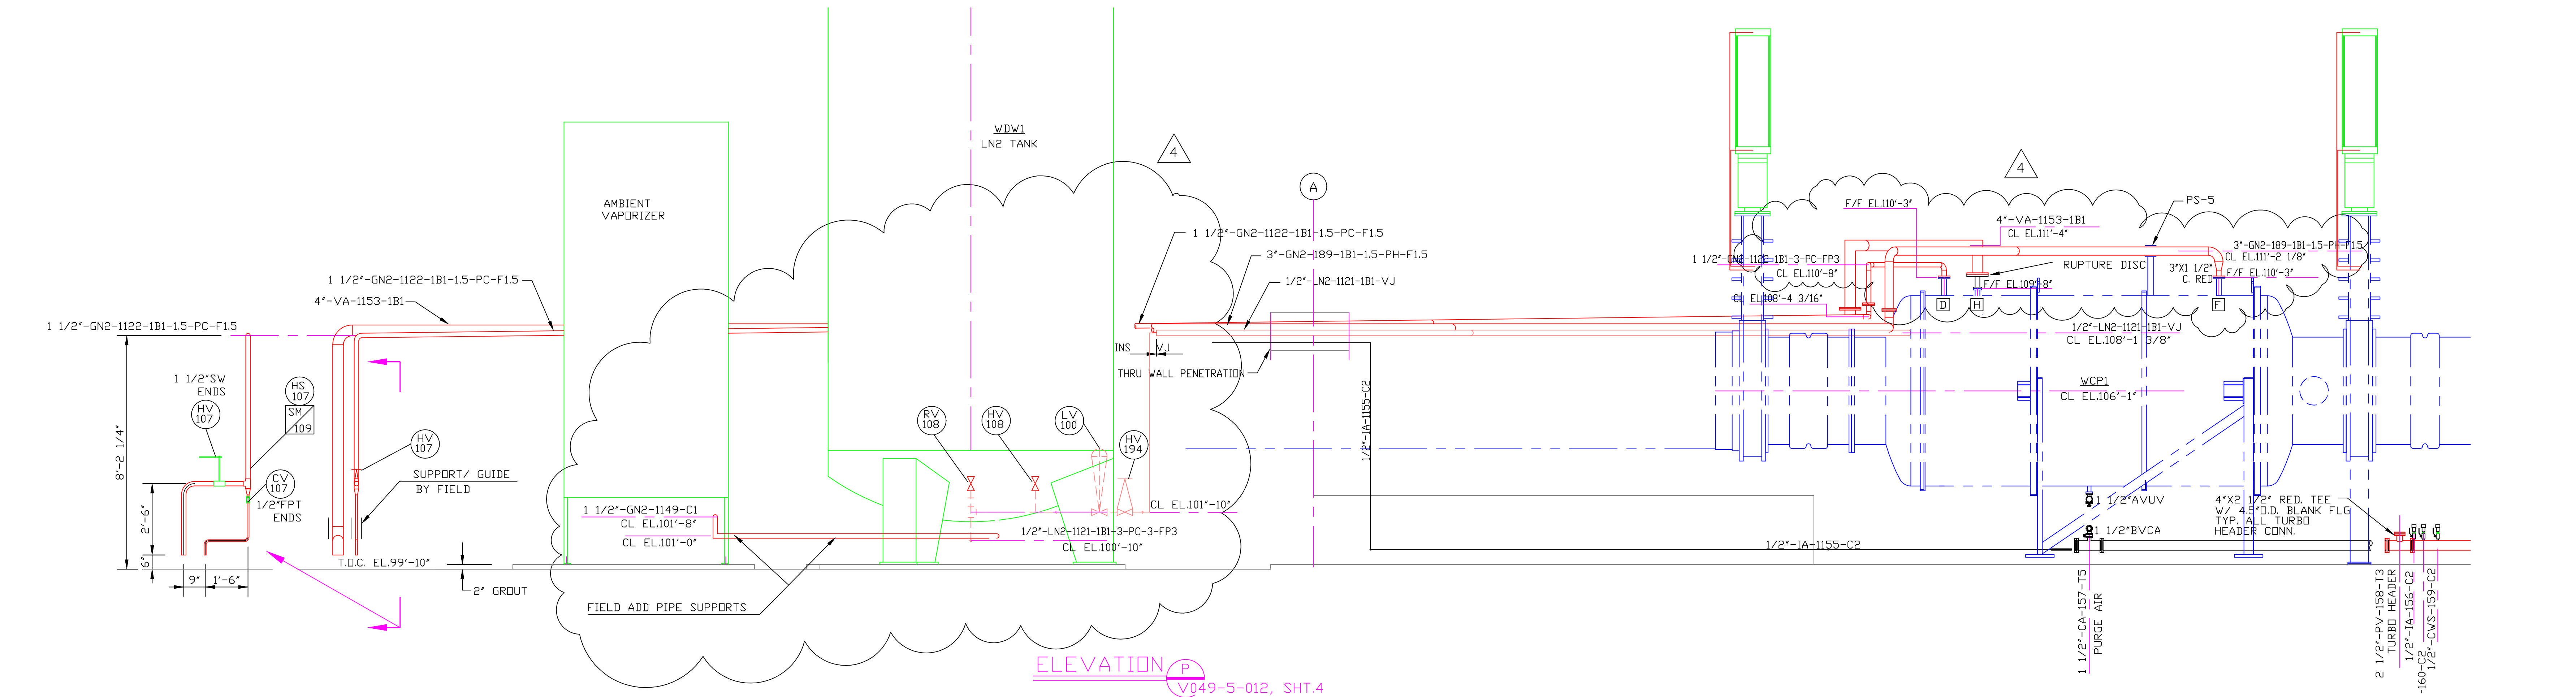 WDW1
LN2 TANK
4
4
A
AMBIENT
VAPORIZER
F/F EL.110'-3"
PS-5
4"-VA-1153-1B1
CL EL.111'-4"
1 1/2"-GN2-1122-1B1-1.5-PC-F1.5
3"-GN2-189-1B1-1.5-PH-F1.5
1/2"-LN2-1121-1B1-VJ
1 1/2"-GN2-1122-1B1-3-PC-FP3
CL EL.110'-8"
CL EL.108'-4 3/16"
RUPTURE DISC
F/F EL.109'-8"
3"-GN2-189-1B1-1.5-PH-F1.5
CL EL.111'-2 1/8"
3"X1 1/2"
C. RED
F/F EL.110'-3"
D
H
F
1 1/2"-GN2-1122-1B1-1.5-PC-F1.5
4"-VA-1153-1B1
1 1/2"-GN2-1122-1B1-1.5-PC-F1.5
1/2"-LN2-1121-1B1-VJ
CL EL.108'-1 3/8"
INS
VJ
THRU WALL PENETRATION
1/2"-IA-1155-C2
WCP1
CL EL.106'-1"
1 1/2"SW
ENDS
HV
107
HS
107
SM
109
HV
107
CV
107
1/2"FPT
ENDS
SUPPORT/ GUIDE
BY FIELD
8'-2 1/4"
2'-6"
6"
9"
1'-6"
T.O.C. EL.99'-10"
2" GROUT
RV
108
HV
108
LV
100
HV
194
CL EL.101'-10"
1 1/2"-GN2-1149-C1
CL EL.101'-8"
CL EL.101'-0"
1/2"-LN2-1121-1B1-3-PC-3-FP3
CL EL.100'-10"
FIELD ADD PIPE SUPPORTS
1/2"-IA-1155-C2
1 1/2"AVUV
1 1/2"BVCA
4"X2 1/2" RED. TEE
W/ 4.5"O.D. BLANK FLG
TYP. ALL TURBO
HEADER CONN.
1 1/2"-CA-157-T5
PURGE AIR
2 1/2"-PV-158-T3
TURBO HEADER
1/2"-IA-156-C2
-160-C2
1/2"-CWS-159-C2
ELEVATION
P
V049-5-012, SHT.4